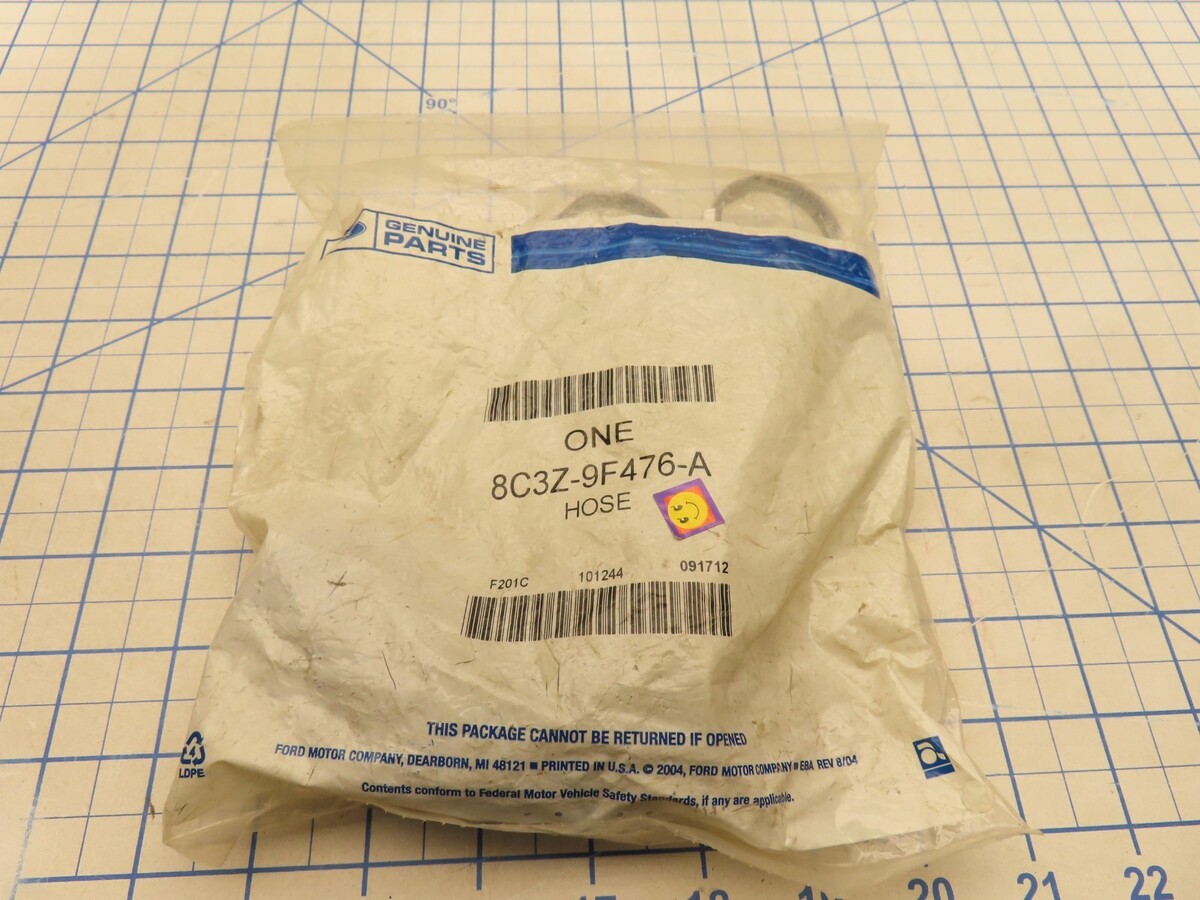 90°
GENUINE
PARTS
ONE
8C3Z-9F476-A
HOSE
F201C 101244 091712
THIS PACKAGE CANNOT BE RETURNED IF OPENED
FORD MOTOR COMPANY, DEARBORN, MI 48121 ■ PRINTED IN U.S.A. © 2004, FORD MOTOR COMPANY ■ E8A REV 8/04
Contents conform to Federal Motor Vehicle Safety Standards, if any are applicable.
4
LDPE
a
17 20 21 22